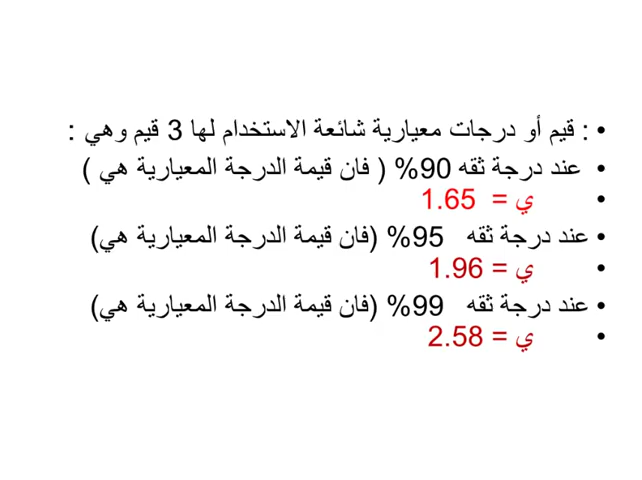 • : قيم أو درجات معيارية شائعة الاستخدام لها 3 قيم وهي :
• عند درجة ثقه 90% ( فان قيمة الدرجة المعيارية هي )
• ي = 1.65
• عند درجة ثقه 95% (فان قيمة الدرجة المعيارية هي)
• ي = 1.96
• عند درجة ثقه 99% (فان قيمة الدرجة المعيارية هي)
• ي = 2.58